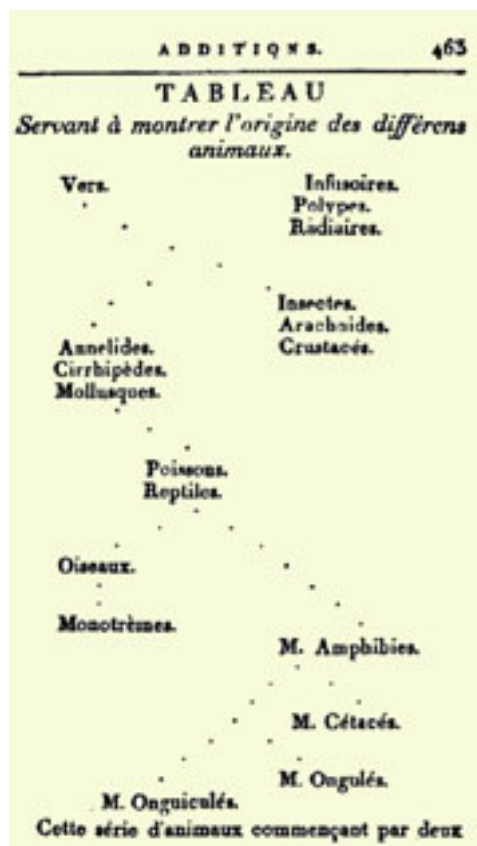 ADDITIONS. 463
TABLEAU
Servant à montrer l'origine des différens
animaux.
Vers. Infusoires.
Polypes.
Radiaires.
Insectes.
Arachnides.
Annelides. Crustacés.
Cirrhipèdes.
Mollusques.
Poissons.
Reptiles.
Oiseaux.
Monotrèmes.
M. Amphibies.
M. Cétacés.
M. Ongulés.
M. Onguiculés.
Cette série d'animaux commençant par deux